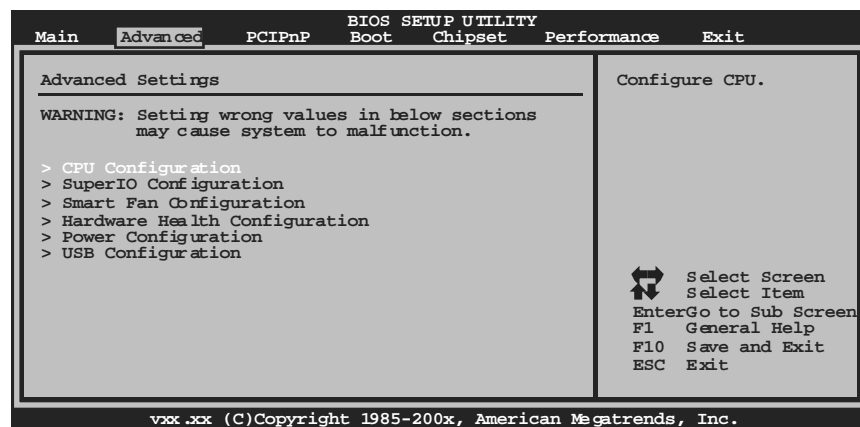 BIOS SETUP UTILITY
Main Advanced PCIPnP Boot Chipset Performance Exit
Advanced Settings
WARNING: Setting wrong values in below sections
may cause system to malfunction.
> CPU Configuration
> SuperIO Configuration
> Smart Fan Configuration
> Hardware Health Configuration
> Power Configuration
> USB Configuration
Configure CPU.
Select Screen
Select Item
Enter Go to Sub Screen
F1 General Help
F10 Save and Exit
ESC Exit
vxx.xx (C)Copyright 1985-200x, American Megatrends, Inc.